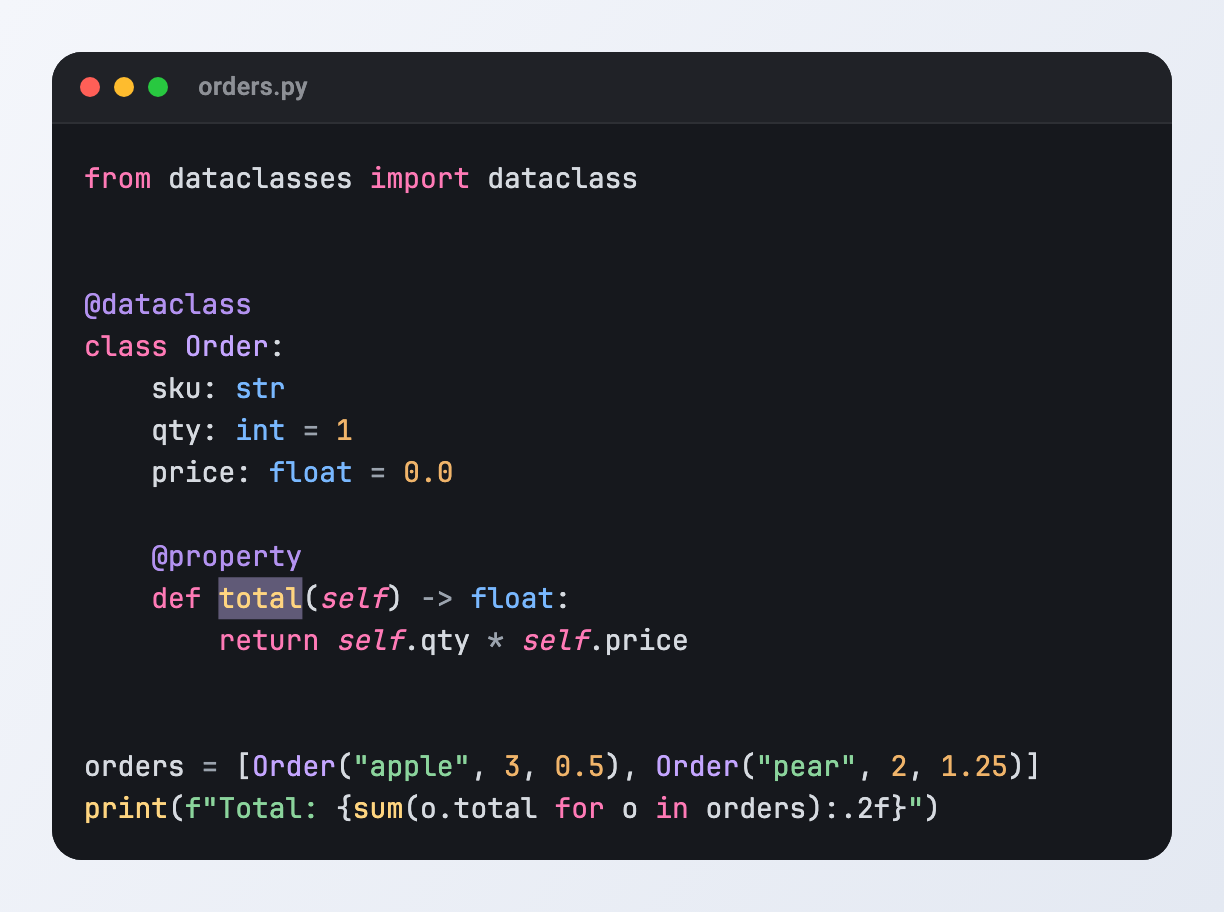 orders.py
from dataclasses import dataclass
@dataclass
class Order:
    sku: str
    qty: int = 1
    price: float = 0.0
    @property
    def total(self) -> float:
        return self.qty * self.price
orders = [Order("apple", 3, 0.5), Order("pear", 2, 1.25)]
print(f"Total: {sum(o.total for o in orders):.2f}")